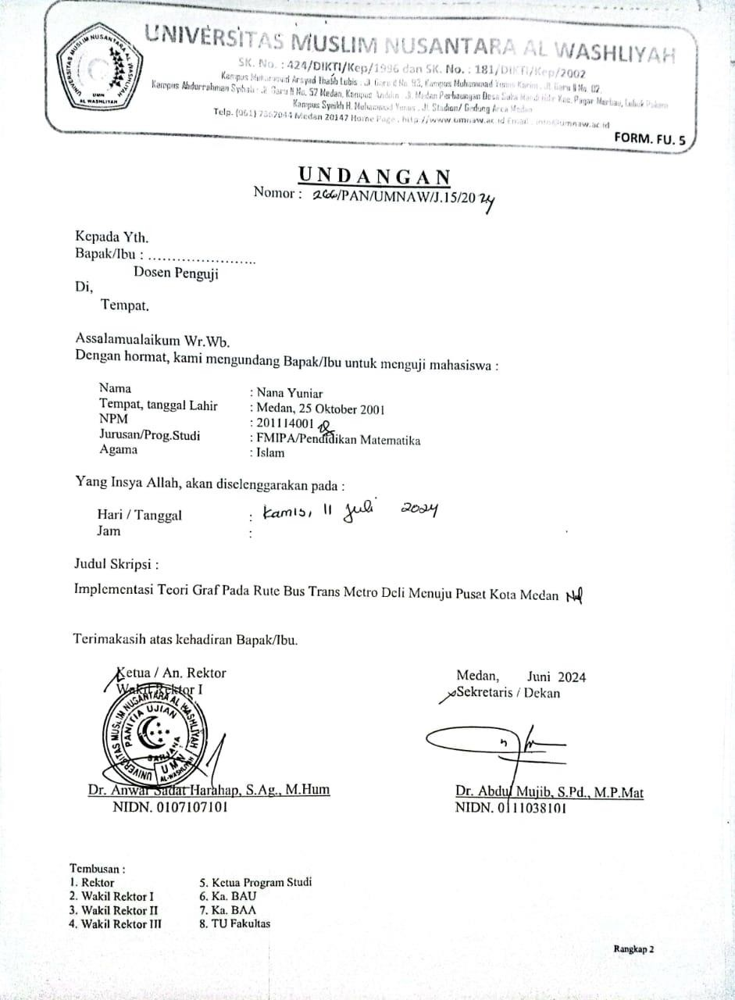 UNIVERSITAS MUSLIM NUSANTARA AL WASHLIYAH
SK. No. : 424/DIKTI/Kep/1996 dan SK. No. : 181/DIKTI/Kep/2002
Kampus Muhammad Arsyad Thalib Lubis : Jl. Garu II No. 93, Kampus Muhammad Yunus Karim : Jl. Garu II No. 02,
Kampus Abdurrahman Syihab : Jl. Garu II No. 57 Medan, Kampus : Jl. Medan Perbaungan Desa Suka Mandi Hilir Kec. Pagar Merbau, Lubuk Pakam
Kampus Syeikh H. Muhammad Yunus : Jl. Stadion/ Gedung Arca Medan
Telp. (061) 7867044 Medan 20147 Home Page : http://www.umnaw.ac.id Email : info@umnaw.ac.id
UNIVERSITAS MUSLIM NUSANTARA AL WASHLIYAH
UMN
AL WASHLIYAH
FORM. FU. 5
UNDANGAN
Nomor : 266/PAN/UMNAW/J.15/2024
Kepada Yth.
Bapak/Ibu : .......................
Dosen Penguji
Di,
Tempat.
Assalamualaikum Wr.Wb.
Dengan hormat, kami mengundang Bapak/Ibu untuk menguji mahasiswa :
Nama : Nana Yuniar
Tempat, tanggal Lahir : Medan, 25 Oktober 2001
NPM : 201114001
Jurusan/Prog.Studi : FMIPA/Pendidikan Matematika
Agama : Islam
Yang Insya Allah, akan diselenggarakan pada :
Hari / Tanggal : Kamis, 11 Juli 2024
Jam :
Judul Skripsi :
Implementasi Teori Graf Pada Rute Bus Trans Metro Deli Menuju Pusat Kota Medan
Terimakasih atas kehadiran Bapak/Ibu.
Ketua / An. Rektor
Wakil Rektor I
Medan, Juni 2024
Sekretaris / Dekan
UNIVERSITAS MUSLIM NUSANTARA AL WASHLIYAH
PANITIA UJIAN
SARJANA
UMN
AL-WASHLIYAH
Dr. Anwar Sadat Harahap, S.Ag., M.Hum
NIDN. 0107107101
Dr. Abdul Mujib, S.Pd., M.P.Mat
NIDN. 0111038101
Tembusan :
1. Rektor
2. Wakil Rektor I
3. Wakil Rektor II
4. Wakil Rektor III
5. Ketua Program Studi
6. Ka. BAU
7. Ka. BAA
8. TU Fakultas
Rangkap 2